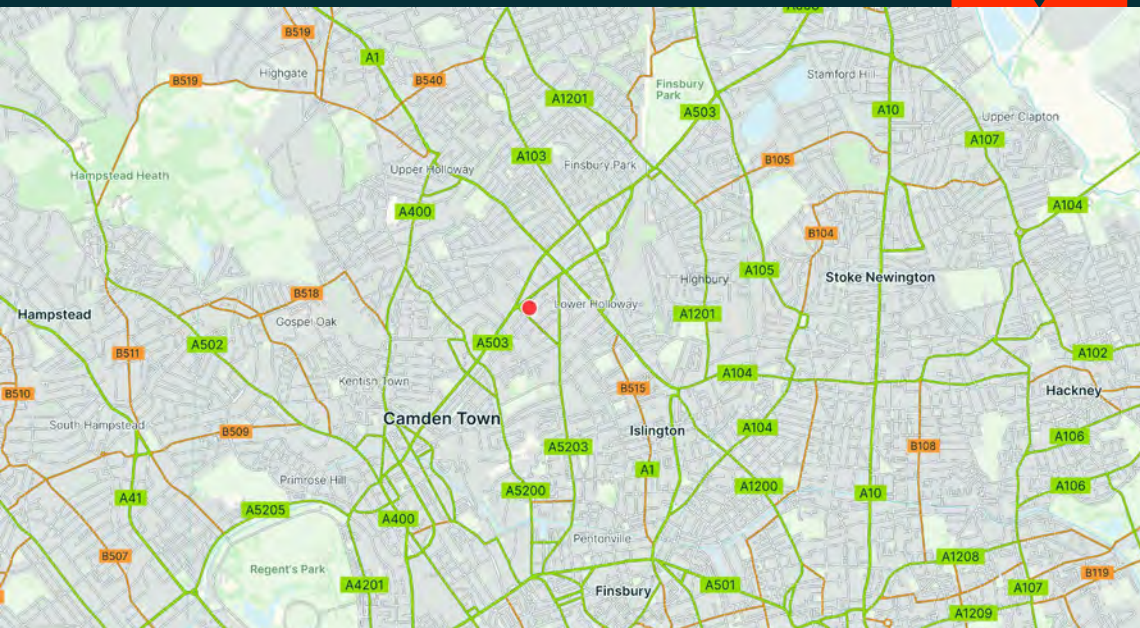 B519
A1
Highgate
B519
B540
A1201
Finsbury
Park
A503
Stamford Hill
A10
Upper Clapton
A107
Upper Holloway
A103
Finsbury Park
B105
Hampstead Heath
A400
A104
B104
Stoke Newington
A105
Highbury
B518
Lower Holloway
Hampstead
Gospel Oak
A1201
A502
A503
B511
A102
Kentish Town
A104
B510
B515
Hackney
South Hampstead
Camden Town
B509
Islington
A104
A106
A5203
B108
A1
Primrose Hill
A41
A5200
A1200
A10
A106
A5205
A400
Pentonville
B507
Regent's Park
A1208
A4201
Finsbury
A501
B119
A107
A1209